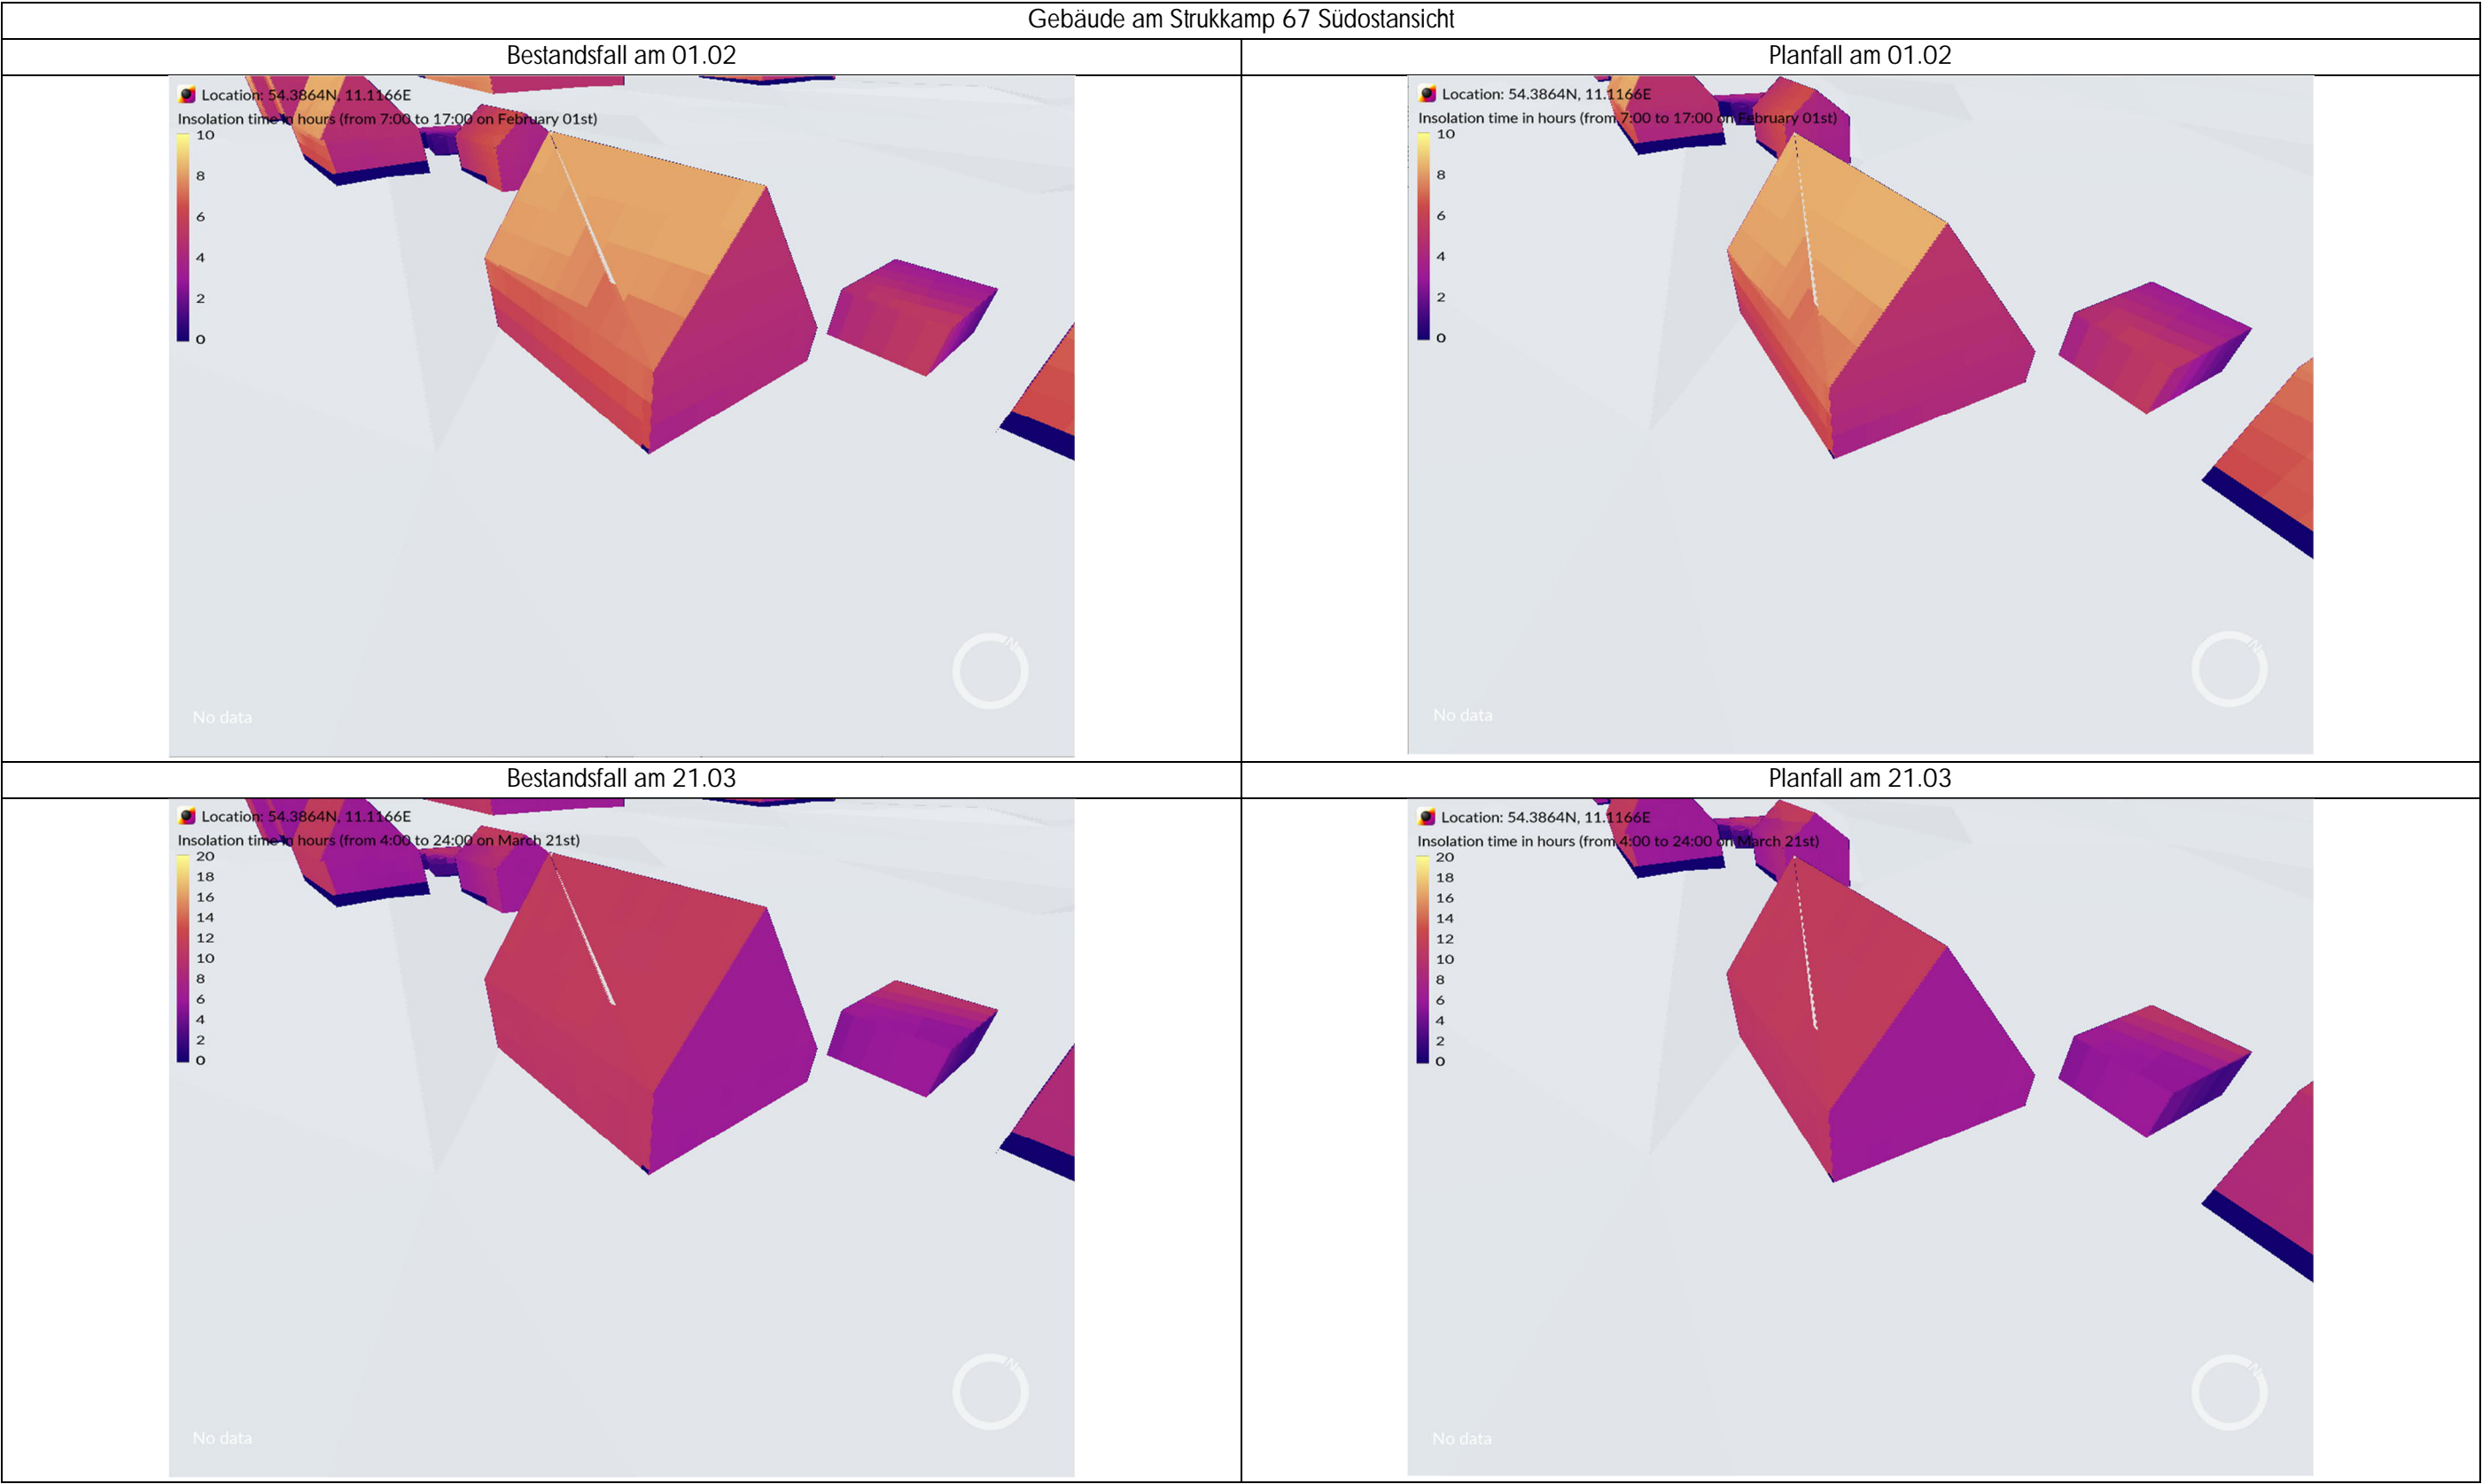 Gebäude am Strukkamp 67 Südostansicht
Bestandsfall am 01.02
Planfall am 01.02
Location: 54.3864N, 11.1166E
Insolation time in hours (from 7:00 to 17:00 on February 01st)
10
8
6
4
2
0
N
No data
Location: 54.3864N, 11.1166E
Insolation time in hours (from 7:00 to 17:00 on February 01st)
10
8
6
4
2
0
N
No data
Bestandsfall am 21.03
Planfall am 21.03
Location: 54.3864N, 11.1166E
Insolation time in hours (from 4:00 to 24:00 on March 21st)
20
18
16
14
12
10
8
6
4
2
0
N
No data
Location: 54.3864N, 11.1166E
Insolation time in hours (from 4:00 to 24:00 on March 21st)
20
18
16
14
12
10
8
6
4
2
0
N
No data